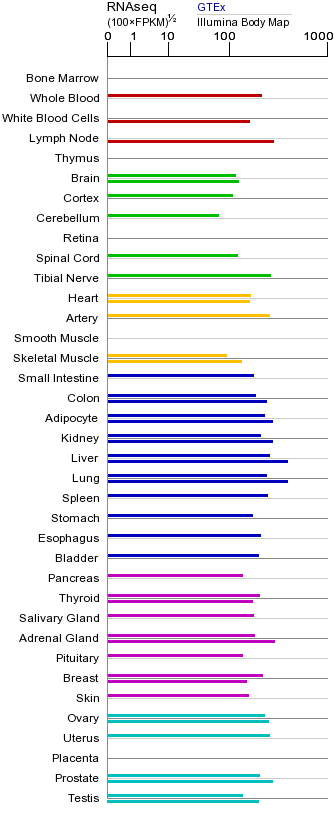 RNAseq GTEx
(100×FPKM)½ Illumina Body Map
0 1 10 100 1000
Bone Marrow
Whole Blood
White Blood Cells
Lymph Node
Thymus
Brain
Cortex
Cerebellum
Retina
Spinal Cord
Tibial Nerve
Heart
Artery
Smooth Muscle
Skeletal Muscle
Small Intestine
Colon
Adipocyte
Kidney
Liver
Lung
Spleen
Stomach
Esophagus
Bladder
Pancreas
Thyroid
Salivary Gland
Adrenal Gland
Pituitary
Breast
Skin
Ovary
Uterus
Placenta
Prostate
Testis